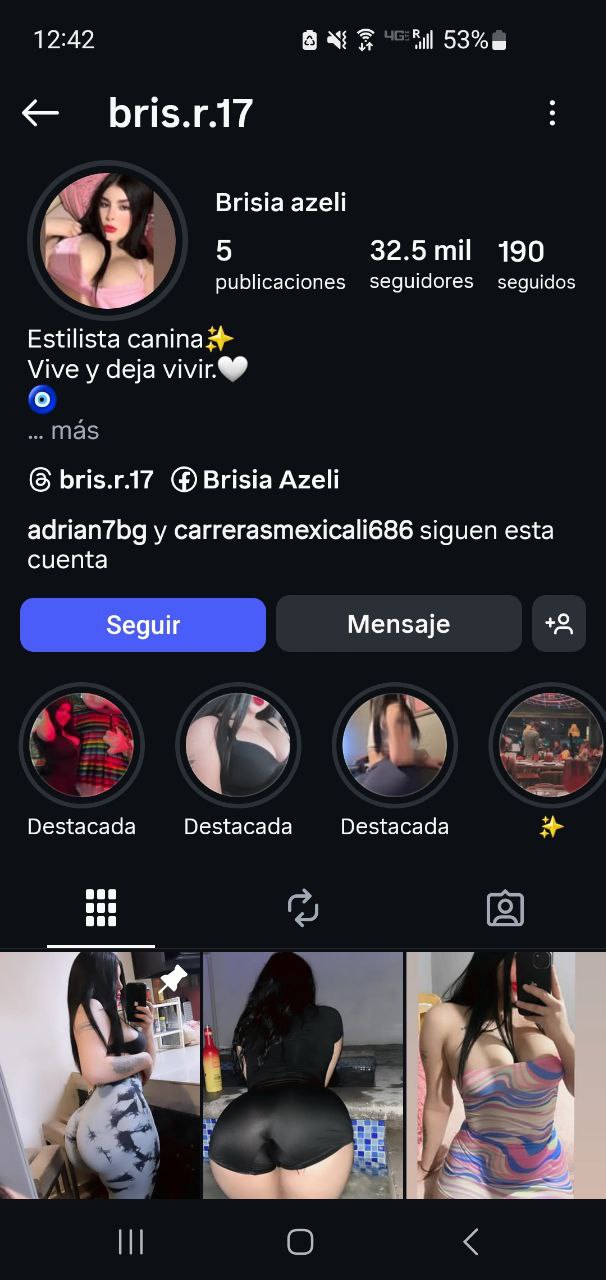 12:42
4G R 53%
bris.r.17
Brisia azeli
5 32.5 mil 190
publicaciones seguidores seguidos
Estilista canina✨
Vive y deja vivir.🤍
🧿
... más
bris.r.17 Brisia Azeli
adrian7bg y carrerasmexicali686 siguen esta
cuenta
Seguir Mensaje
Destacada Destacada Destacada ✨